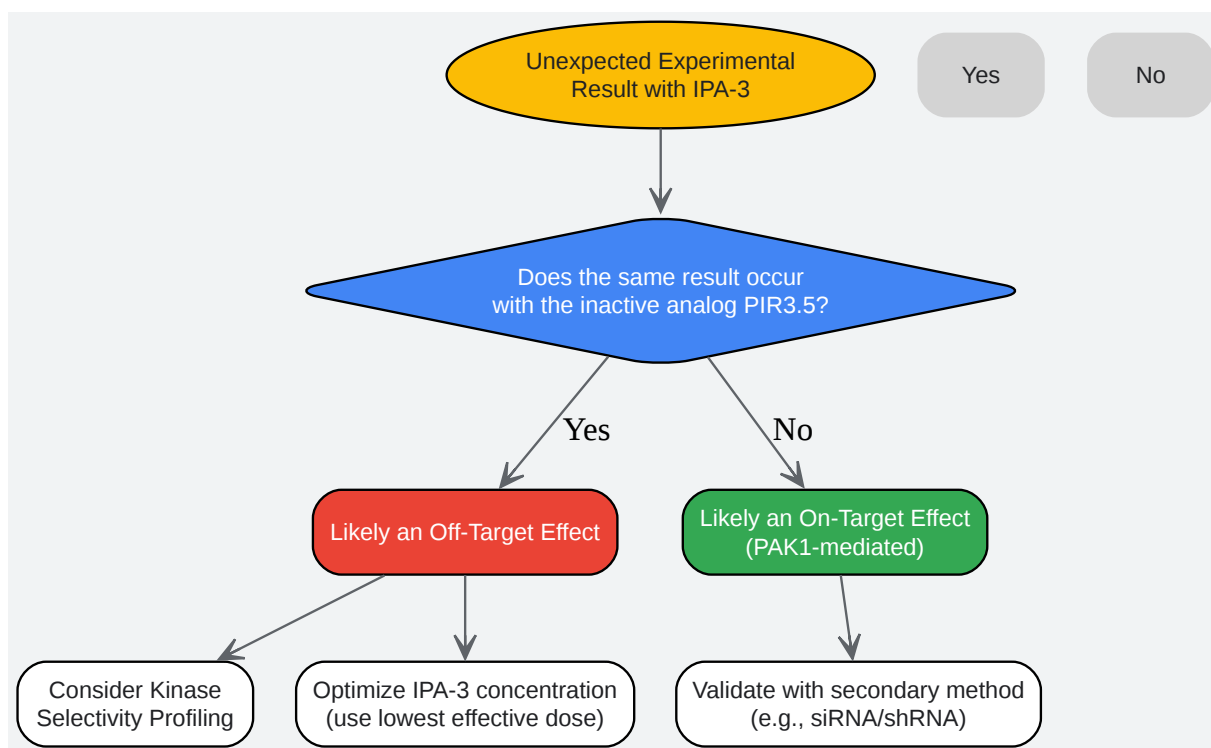 Unexpected Experimental
Result with IPA-3
Yes
No
Does the same result occur
with the inactive analog PIR3.5?
Yes
No
Likely an Off-Target Effect
Likely an On-Target Effect
(PAK1-mediated)
Consider Kinase
Selectivity Profiling
Optimize IPA-3 concentration
(use lowest effective dose)
Validate with secondary method
(e.g., siRNA/shRNA)